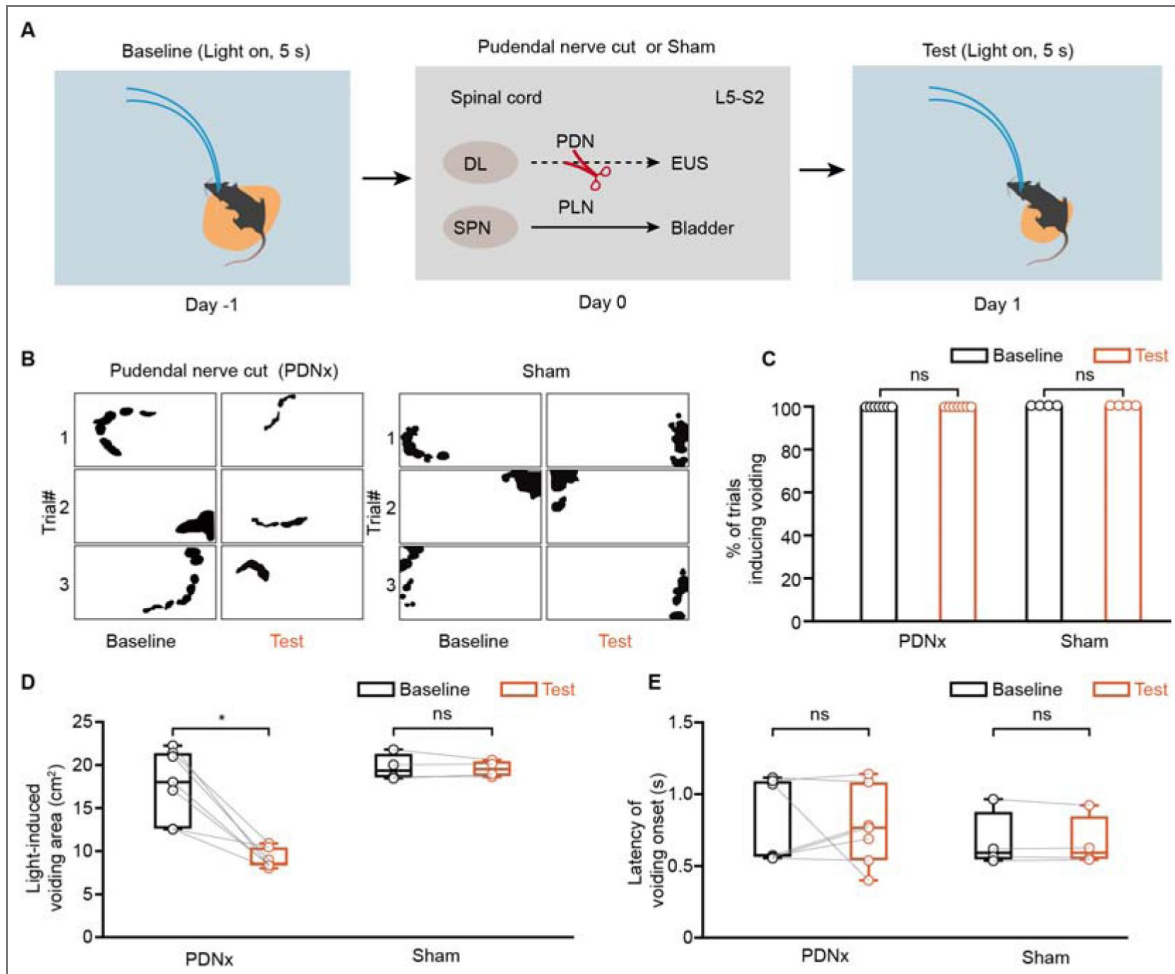 A
Baseline (Light on, 5 s)
Pudendal nerve cut or Sham
Test (Light on, 5 s)
Spinal cord
L5-S2
DL
PDN
EUS
SPN
PLN
Bladder
Day -1
Day 0
Day 1
B
Pudendal nerve cut (PDNx)
Sham
Trial#
1
2
3
Baseline
Test
Trial#
1
2
3
Baseline
Test
C
Baseline
Test
ns
ns
% of trials
inducing voiding
100
80
60
40
20
0
PDNx
Sham
D
Baseline
Test
*
ns
Light-induced
voiding area (cm²)
25
20
15
10
5
0
PDNx
Sham
E
Baseline
Test
ns
ns
Latency of
voiding onset (s)
1.5
1.0
0.5
0
PDNx
Sham